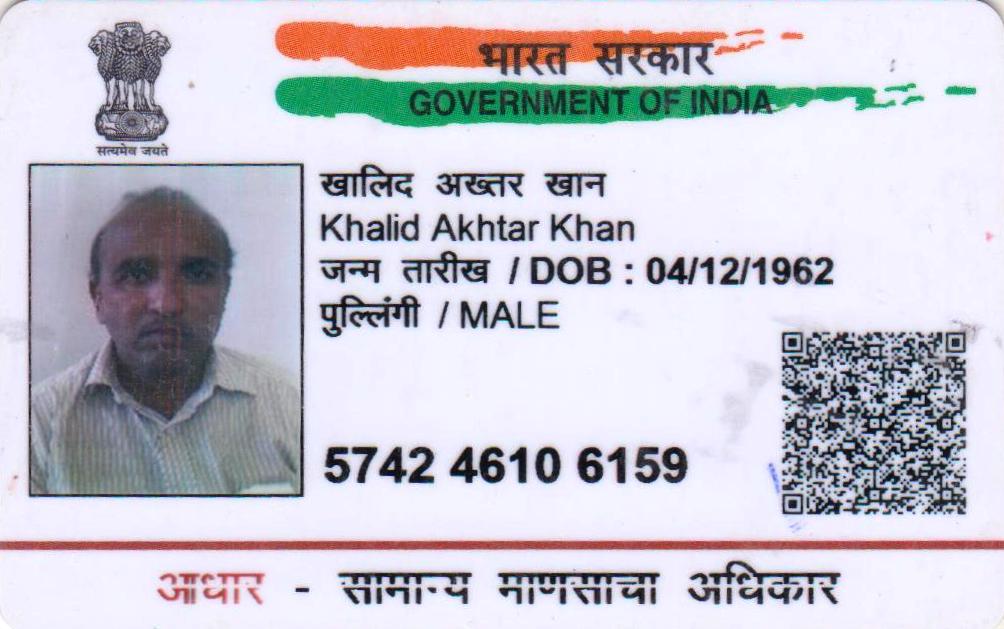 भारत सरकार
GOVERNMENT OF INDIA
सत्यमेव जयते
खालिद अख्तर खान
Khalid Akhtar Khan
जन्म तारीख / DOB : 04/12/1962
पुल्लिंगी / MALE
5742 4610 6159
आधार - सामान्य माणसाचा अधिकार